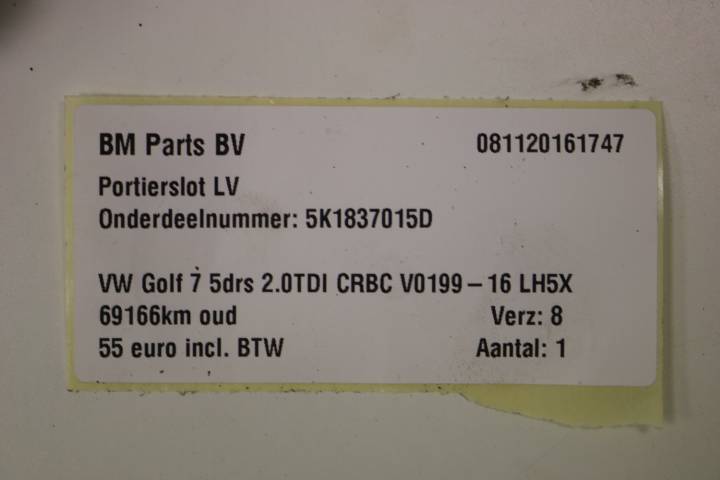 BM Parts BV 081120161747
Portierslot LV
Onderdeelnummer: 5K1837015D
VW Golf 7 5drs 2.0TDI CRBC V0199 – 16 LH5X
69166km oud Verz: 8
55 euro incl. BTW Aantal: 1